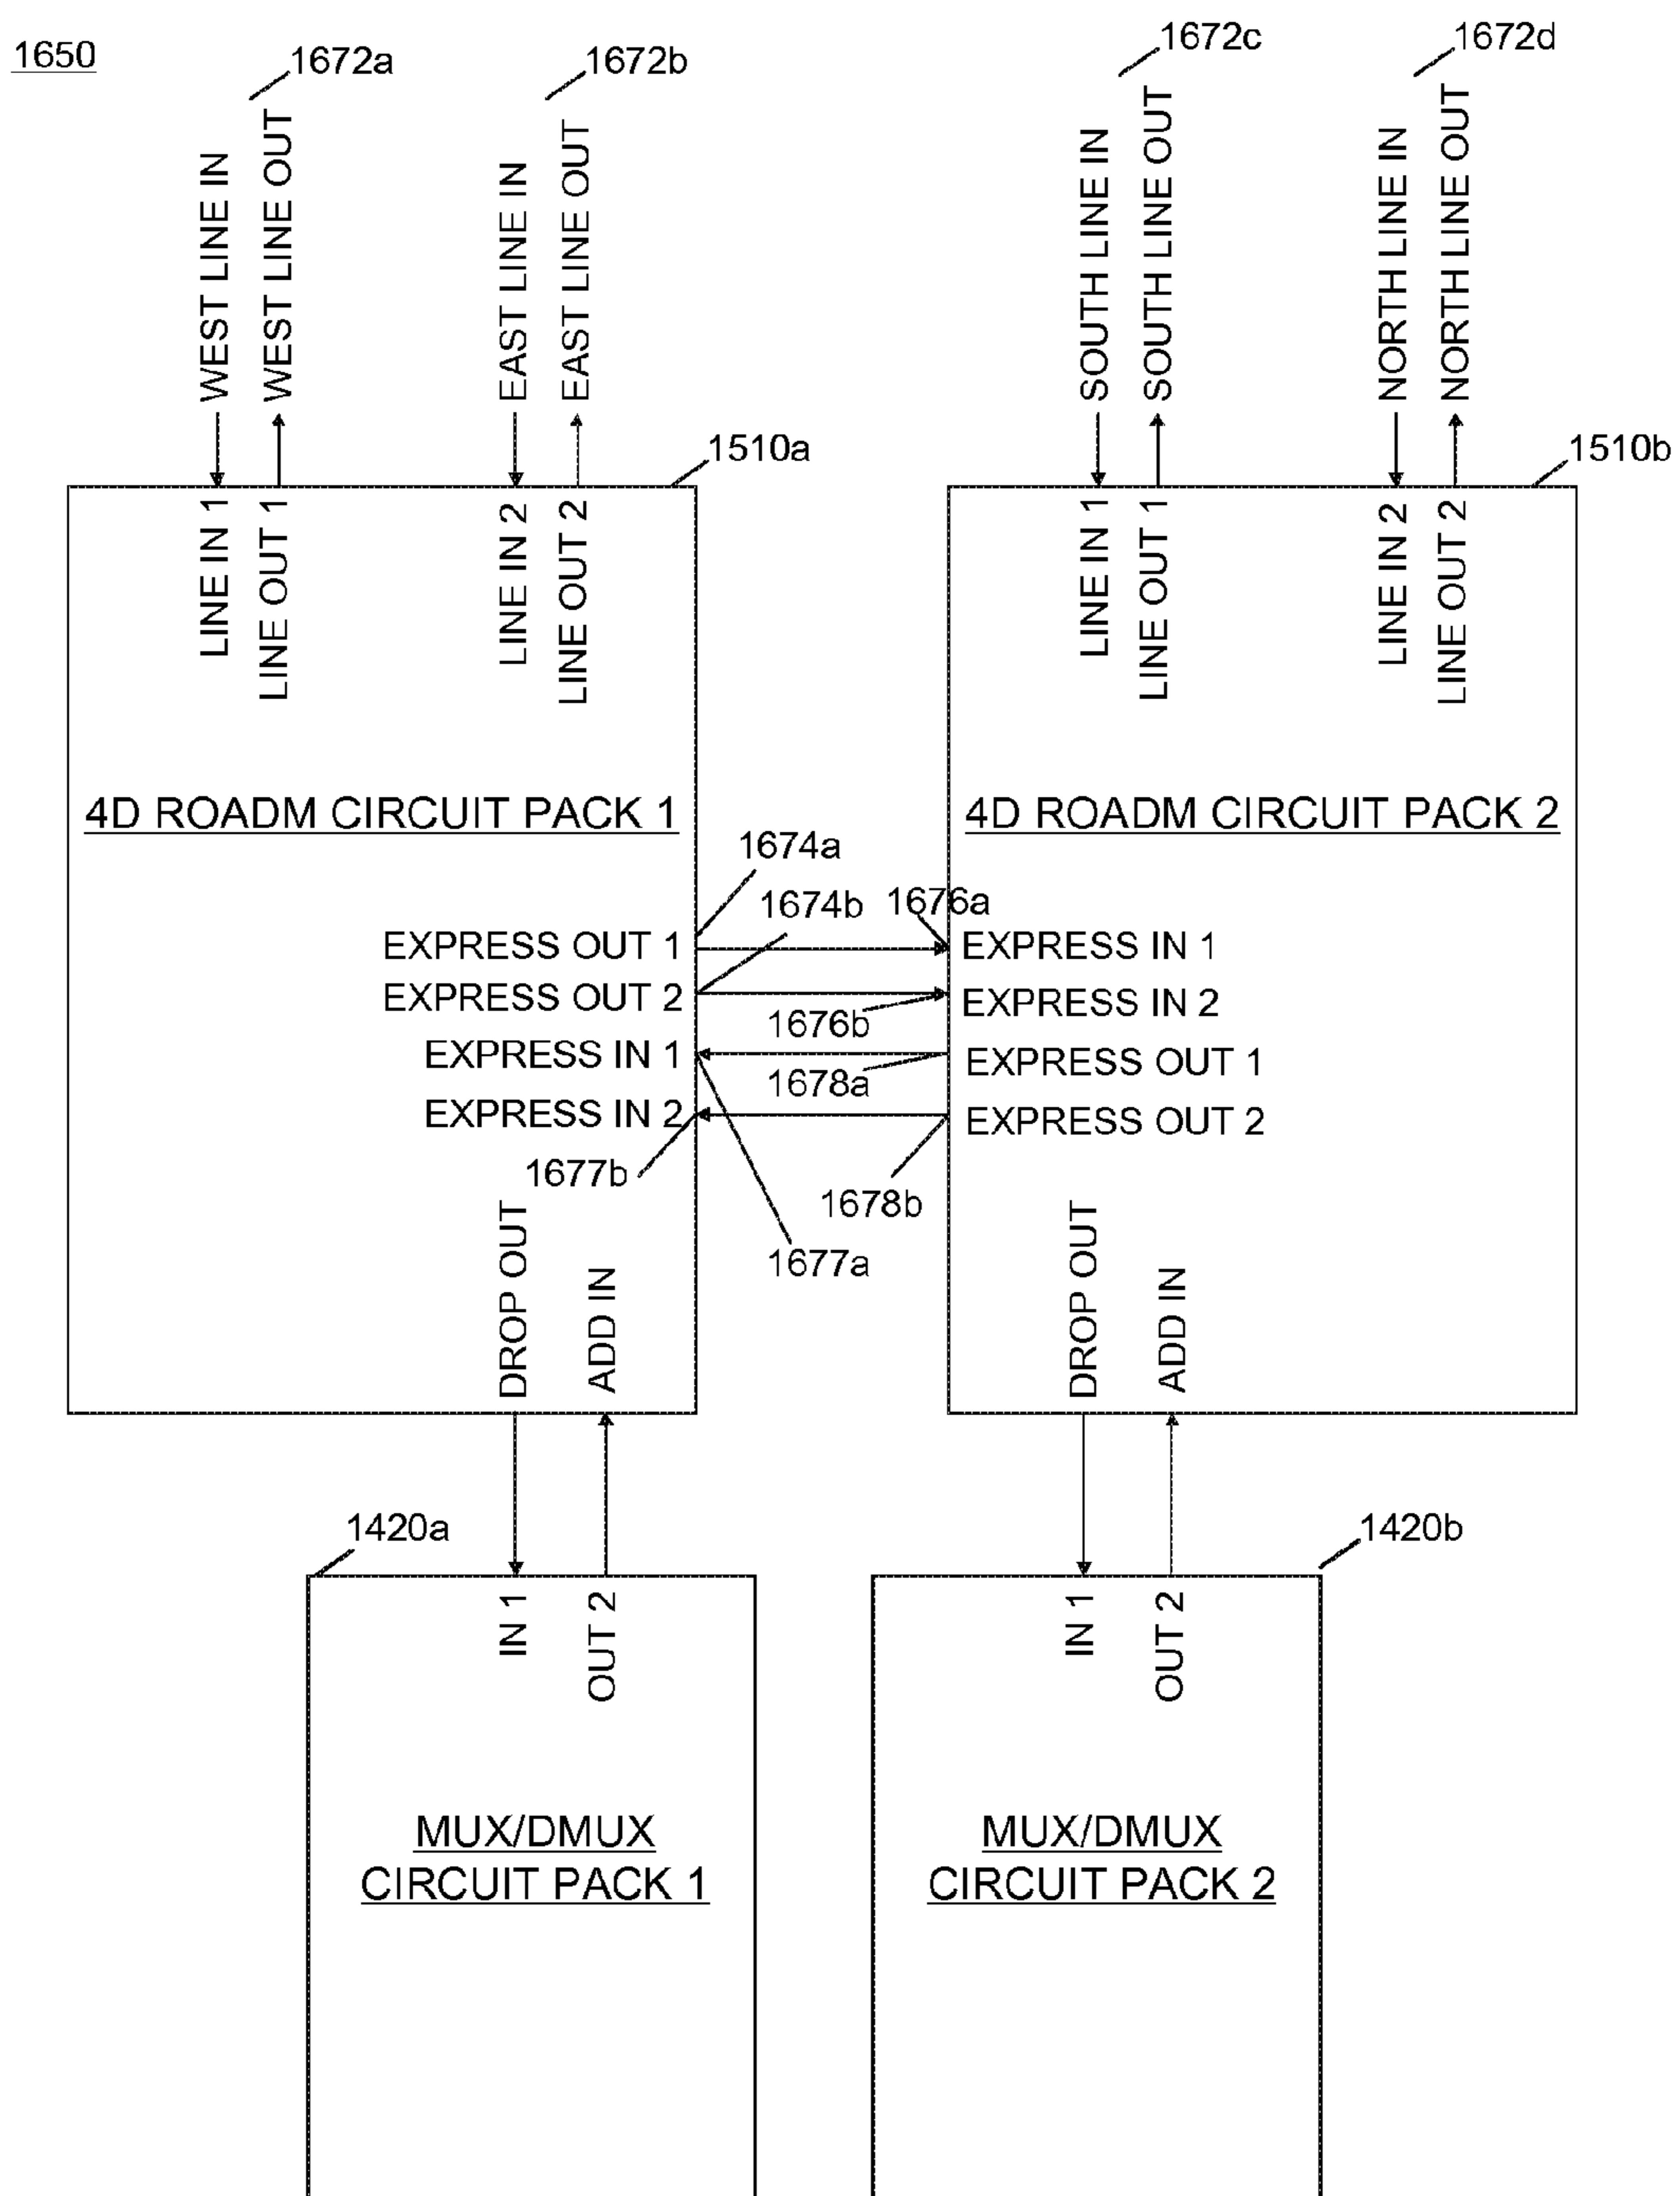 1650
1672a
1672b
1672c
1672d
WEST LINE IN
WEST LINE OUT
EAST LINE IN
EAST LINE OUT
SOUTH LINE IN
SOUTH LINE OUT
NORTH LINE IN
NORTH LINE OUT
1510a
1510b
LINE IN 1
LINE OUT 1
LINE IN 2
LINE OUT 2
LINE IN 1
LINE OUT 1
LINE IN 2
LINE OUT 2
4D ROADM CIRCUIT PACK 1
4D ROADM CIRCUIT PACK 2
1674a
1674b
1676a
EXPRESS OUT 1
EXPRESS IN 1
EXPRESS OUT 2
EXPRESS IN 2
1676b
EXPRESS IN 1
EXPRESS OUT 1
1678a
EXPRESS IN 2
EXPRESS OUT 2
1677b
1678b
1677a
DROP OUT
ADD IN
DROP OUT
ADD IN
1420a
1420b
IN 1
OUT 2
IN 1
OUT 2
MUX/DMUX
CIRCUIT PACK 1
MUX/DMUX
CIRCUIT PACK 2